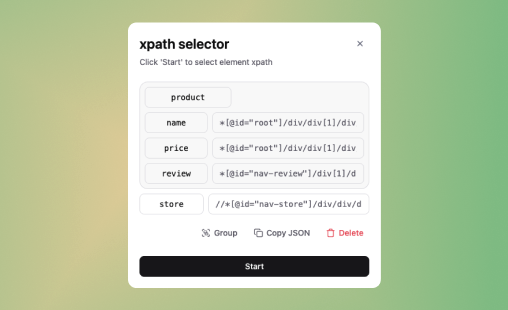 xpath selector
Click 'Start' to select element xpath
product
name *[@id="root"]/div/div[1]/div
price *[@id="root"]/div/div[1]/div
review *[@id="nav-review"]/div[1]/d
store //*[@id="nav-store"]/div/div/d
Group Copy JSON Delete
Start